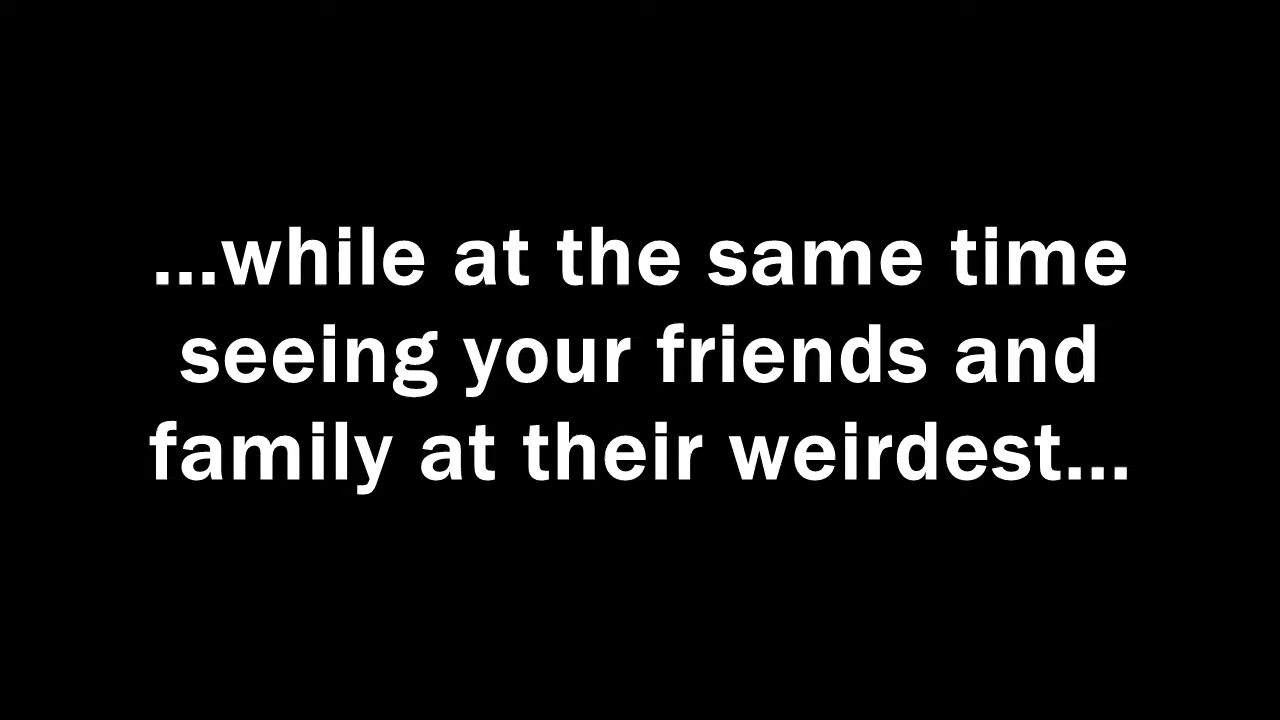 ...while at the same time
seeing your friends and
family at their weirdest...